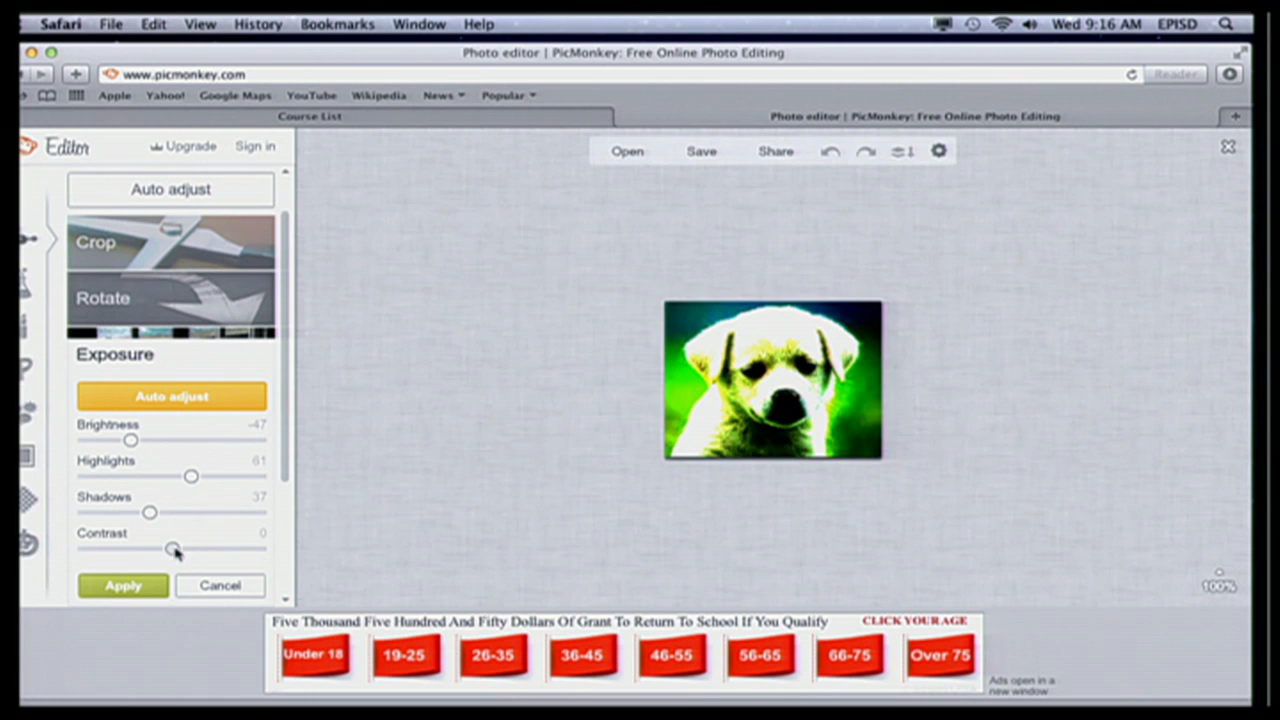 Safari File Edit View History Bookmarks Window Help Wed 9:16 AM EPISD
Photo editor | PicMonkey: Free Online Photo Editing
www.picmonkey.com Reader
Apple Yahoo! Google Maps YouTube Wikipedia News Popular
Course List Photo editor | PicMonkey: Free Online Photo Editing
Editor Upgrade Sign in
Open Save Share
Auto adjust
Crop
Rotate
Exposure
Auto adjust
Brightness -47
Highlights 61
Shadows 37
Contrast 0
Apply Cancel
100%
Five Thousand Five Hundred And Fifty Dollars Of Grant To Return To School If You Qualify CLICK YOUR AGE
Under 18 19-25 26-35 36-45 46-55 56-65 66-75 Over 75
Ads open in a
new window